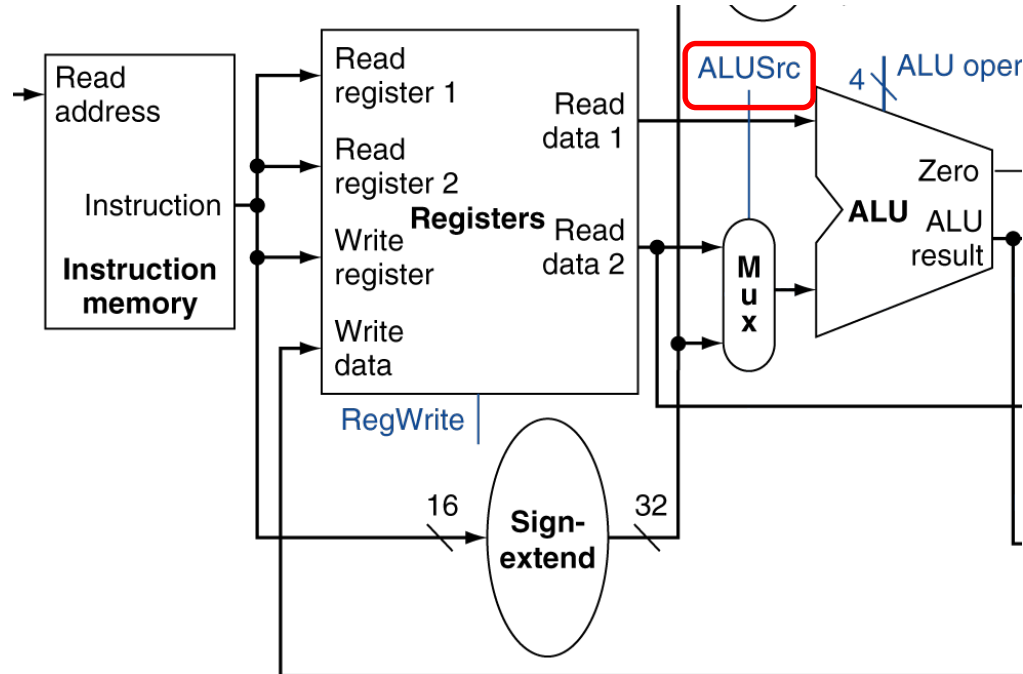 Read
address
Instruction
Instruction
memory
Read
register 1
Read
register 2
Write
register
Write
data
Registers
Read
data 1
Read
data 2
RegWrite
16
Sign-
extend
32
ALUSrc
M
u
x
4
ALU oper
ALU
Zero
ALU
result